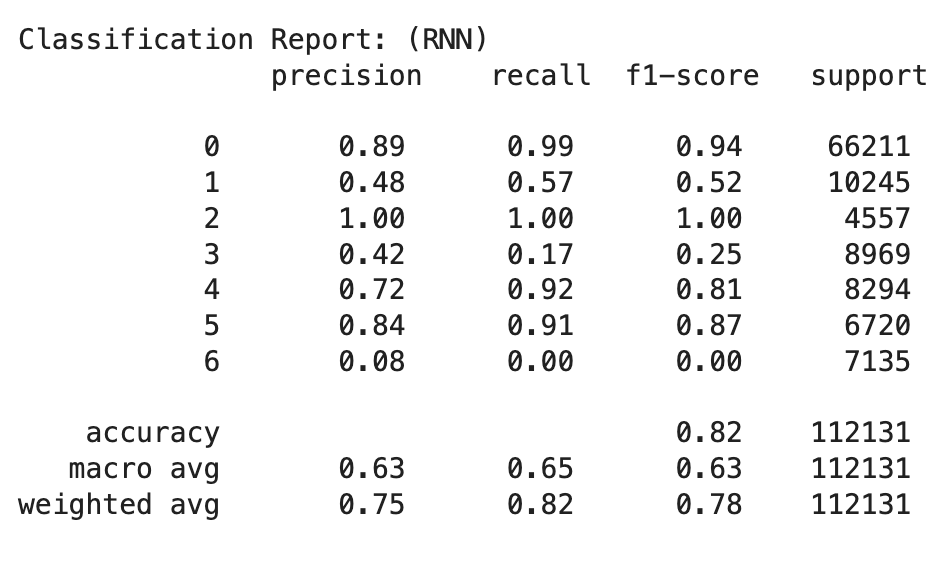 Classification Report: (RNN)
precision recall f1-score support
0 0.89 0.99 0.94 66211
1 0.48 0.57 0.52 10245
2 1.00 1.00 1.00 4557
3 0.42 0.17 0.25 8969
4 0.72 0.92 0.81 8294
5 0.84 0.91 0.87 6720
6 0.08 0.00 0.00 7135
accuracy 0.82 112131
macro avg 0.63 0.65 0.63 112131
weighted avg 0.75 0.82 0.78 112131